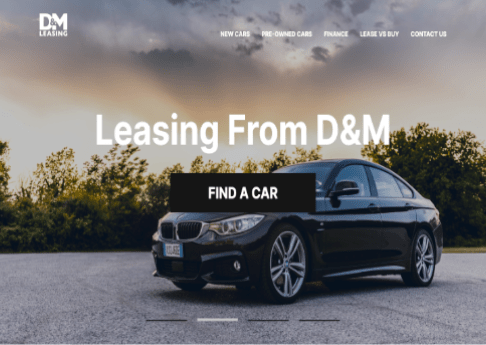 D&M
LEASING
NEW CARS PRE-OWNED CARS FINANCE LEASE VS BUY CONTACT US
Leasing From D&M
FIND A CAR